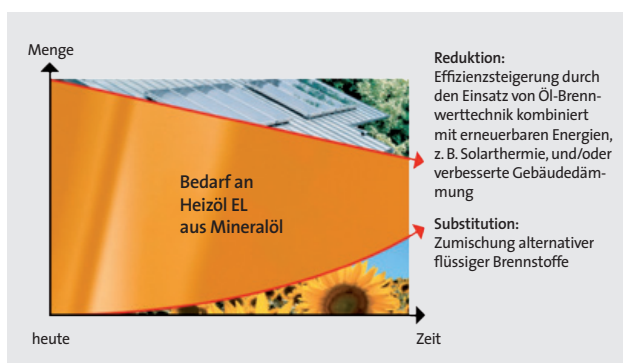 Menge
Reduktion:
Effizienzsteigerung durch
den Einsatz von Öl-Brenn-
werttechnik kombiniert
mit erneuerbaren Energien,
z. B. Solarthermie, und/oder
verbesserte Gebäudedäm-
mung
Bedarf an
Heizöl EL
aus Mineralöl
Substitution:
Zumischung alternativer
flüssiger Brennstoffe
heute
Zeit